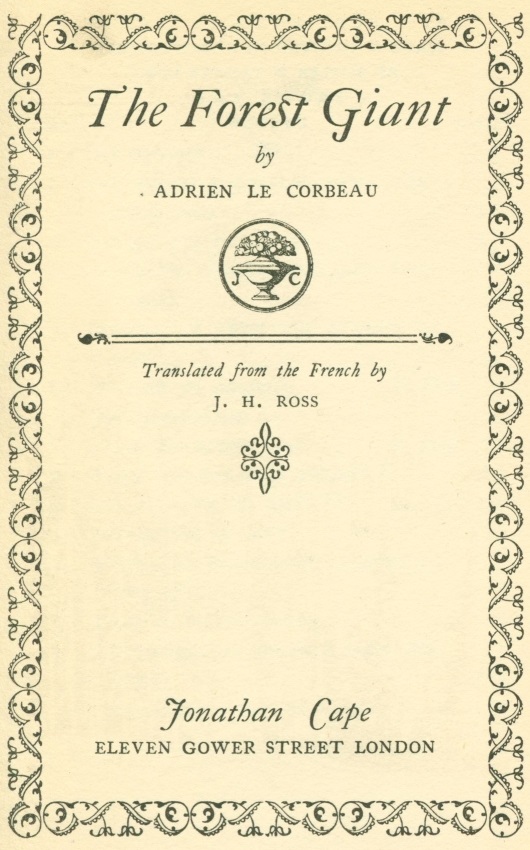 The Forest Giant
by
ADRIEN LE CORBEAU
J C
Translated from the French by
J. H. ROSS
Jonathan Cape
ELEVEN GOWER STREET LONDON